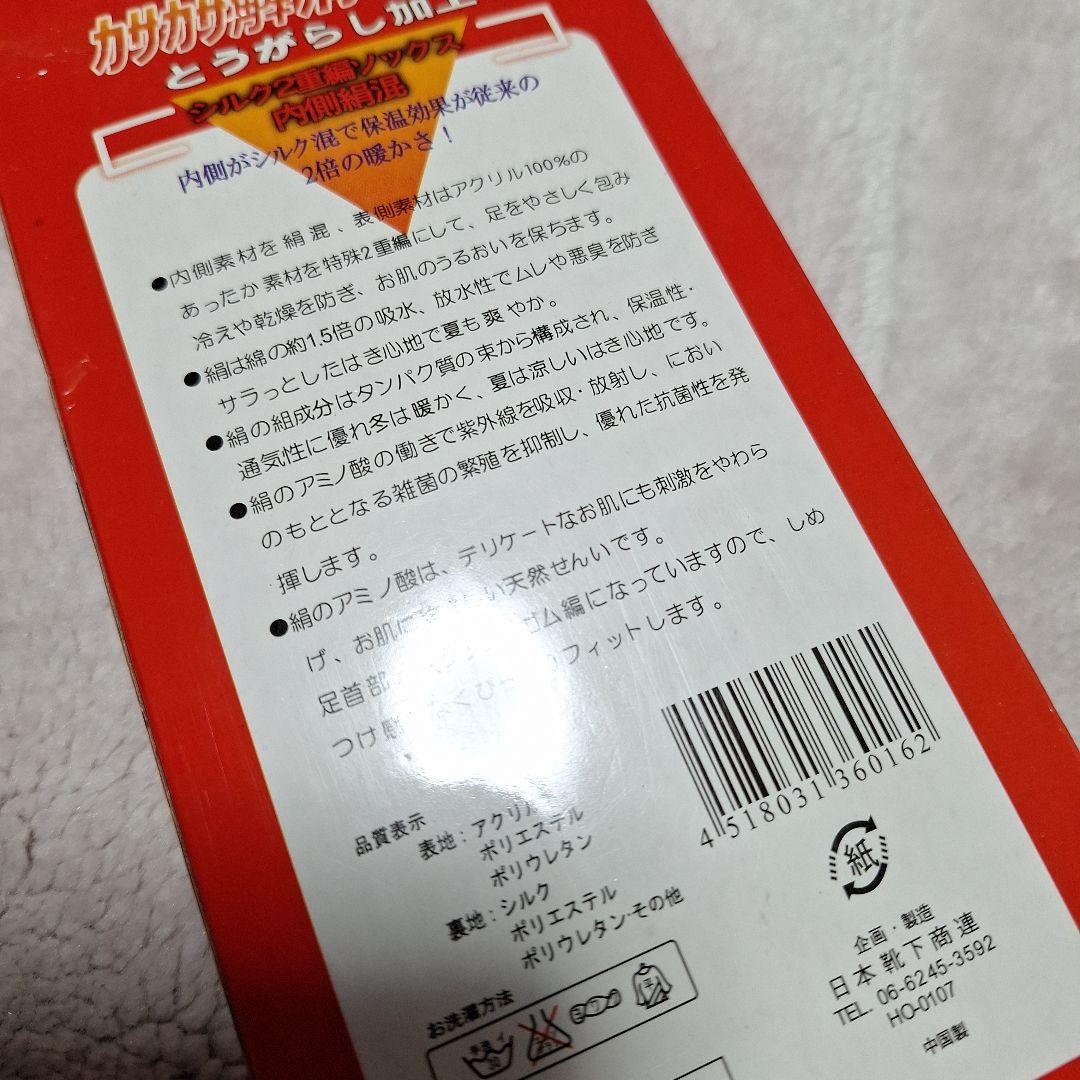 カサカサ
とうがらし加工
シルク2重編ソックス
内側絹混
内側がシルク混で保温効果が従来の
2倍の暖かさ！
●内側素材を絹混、表側素材はアクリル100%の
あったか素材を特殊2重編にして、足をやさしく包み
冷えや乾燥を防ぎ、お肌のうるおいを保ちます。
●絹は綿の約1.5倍の吸水、放水性でムレや悪臭を防ぎ
サラっとしたはき心地で夏も爽やか。
●絹の組成分はタンパク質の束から構成され、保温性・
通気性に優れ冬は暖かく、夏は涼しいはき心地です。
●絹のアミノ酸の働きで紫外線を吸収・放射し、におい
のもととなる雑菌の繁殖を抑制し、優れた抗菌性を発
揮します。
●絹のアミノ酸は、デリケートなお肌にも刺激をやわら
げ、お肌に い天然せんいです。
足首部 ゴム編になっていますので、しめ
つけ くぴっ フィットします。
品質表示
表地：アクリル
ポリエステル
ポリウレタン
裏地：シルク
ポリエステル
ポリウレタン・その他
お洗濯方法
30
4518031360162
紙
企画・製造
日本靴下商連
TEL. 06-6245-3592
HO-0107
中国製